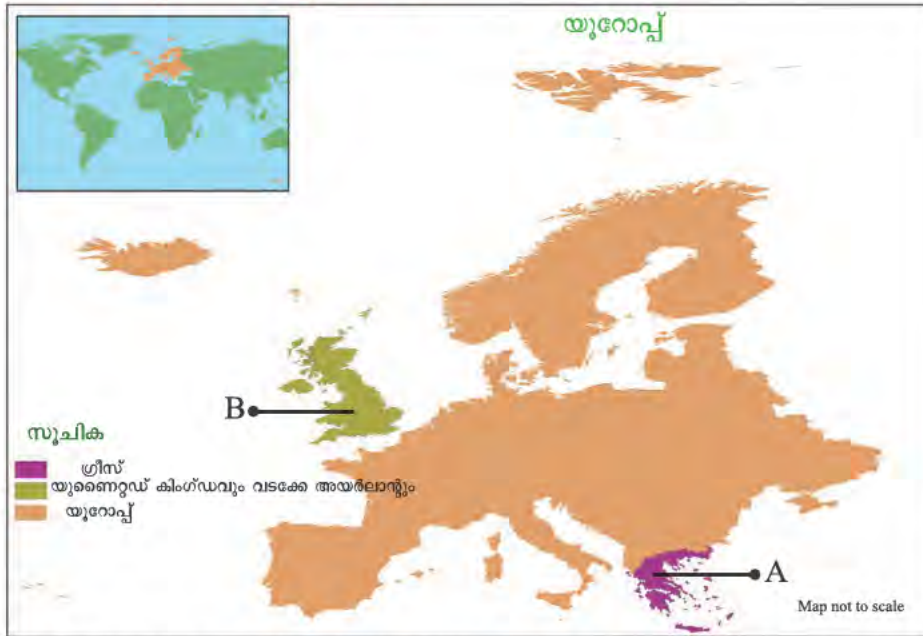 യൂറോപ്പ്
B
സൂചിക
ഗ്രീസ്
യുണൈറ്റഡ് കിംഗ്ഡവും വടക്കേ അയർലാന്റും
യൂറോപ്പ്
A
Map not to scale